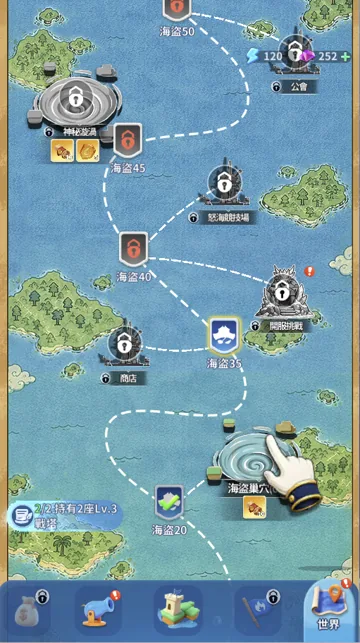 海盜50
120
252
公會
神秘漩渦
海盜45
怒海競技場
海盜40
開服挑戰
海盜35
商店
海盜巢穴
海盜20
2/2 持有2座Lv.3
戰塔
世界